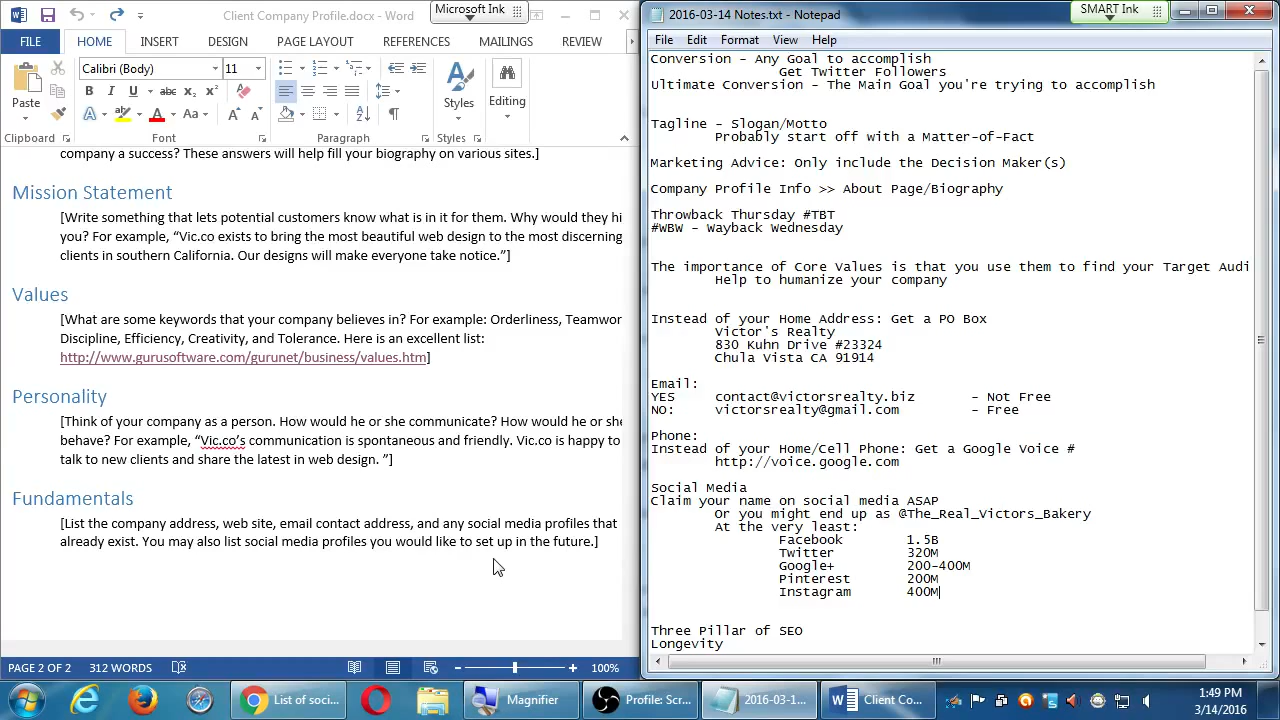 Client Company Profile.docx - Word
Microsoft Ink
FILE
HOME
INSERT
DESIGN
PAGE LAYOUT
REFERENCES
MAILINGS
REVIEW
Paste
Calibri (Body)
11
Styles
Editing
Clipboard
Font
Paragraph
Styles
company a success? These answers will help fill your biography on various sites.]
Mission Statement
[Write something that lets potential customers know what is in it for them. Why would they hi
you? For example, “Vic.co exists to bring the most beautiful web design to the most discerning
clients in southern California. Our designs will make everyone take notice.”]
Values
[What are some keywords that your company believes in? For example: Orderliness, Teamwor
Discipline, Efficiency, Creativity, and Tolerance. Here is an excellent list:
http://www.gurusoftware.com/gurunet/business/values.htm]
Personality
[Think of your company as a person. How would he or she communicate? How would he or she
behave? For example, “Vic.co’s communication is spontaneous and friendly. Vic.co is happy to
talk to new clients and share the latest in web design. ”]
Fundamentals
[List the company address, web site, email contact address, and any social media profiles that
already exist. You may also list social media profiles you would like to set up in the future.]
PAGE 2 OF 2
312 WORDS
100%
2016-03-14 Notes.txt - Notepad
SMART Ink
File Edit Format View Help
Conversion - Any Goal to accomplish
Get Twitter Followers
Ultimate Conversion - The Main Goal you're trying to accomplish
Tagline - Slogan/Motto
Probably start off with a Matter-of-Fact
Marketing Advice: Only include the Decision Maker(s)
Company Profile Info >> About Page/Biography
Throwback Thursday #TBT
#WBW - Wayback Wednesday
The importance of Core Values is that you use them to find your Target Audi
Help to humanize your company
Instead of your Home Address: Get a PO Box
Victor's Realty
830 Kuhn Drive #23324
Chula Vista CA 91914
Email:
YES contact@victorsrealty.biz - Not Free
NO: victorsrealty@gmail.com - Free
Phone:
Instead of your Home/Cell Phone: Get a Google Voice #
http://voice.google.com
Social Media
Claim your name on social media ASAP
Or you might end up as @The_Real_Victors_Bakery
At the very least:
Facebook 1.5B
Twitter 320M
Google+ 200-400M
Pinterest 200M
Instagram 400M
Three Pillar of SEO
Longevity
List of soci...
Magnifier
Profile: Scr...
2016-03-1...
Client Co...
1:49 PM
3/14/2016